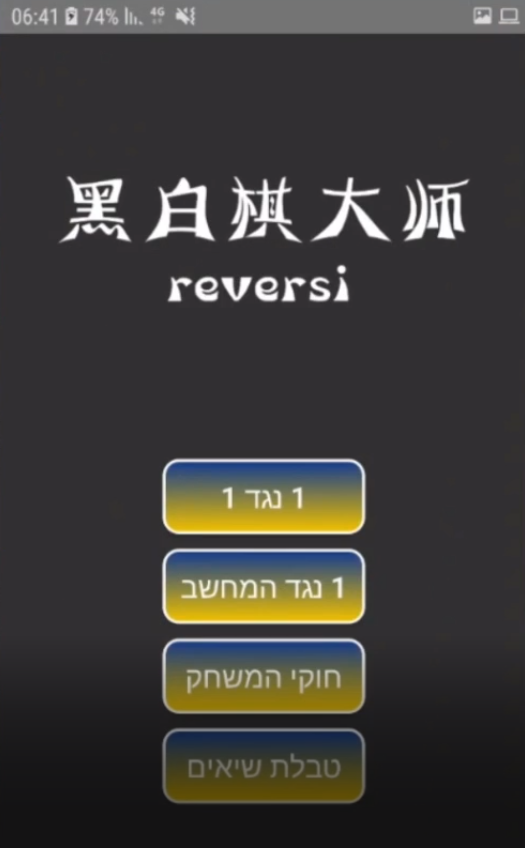 06:41 74% 4G
黑白棋大师
reversi
1 נגד 1
1 נגד המחשב
חוקי המשחק
טבלת שיאים